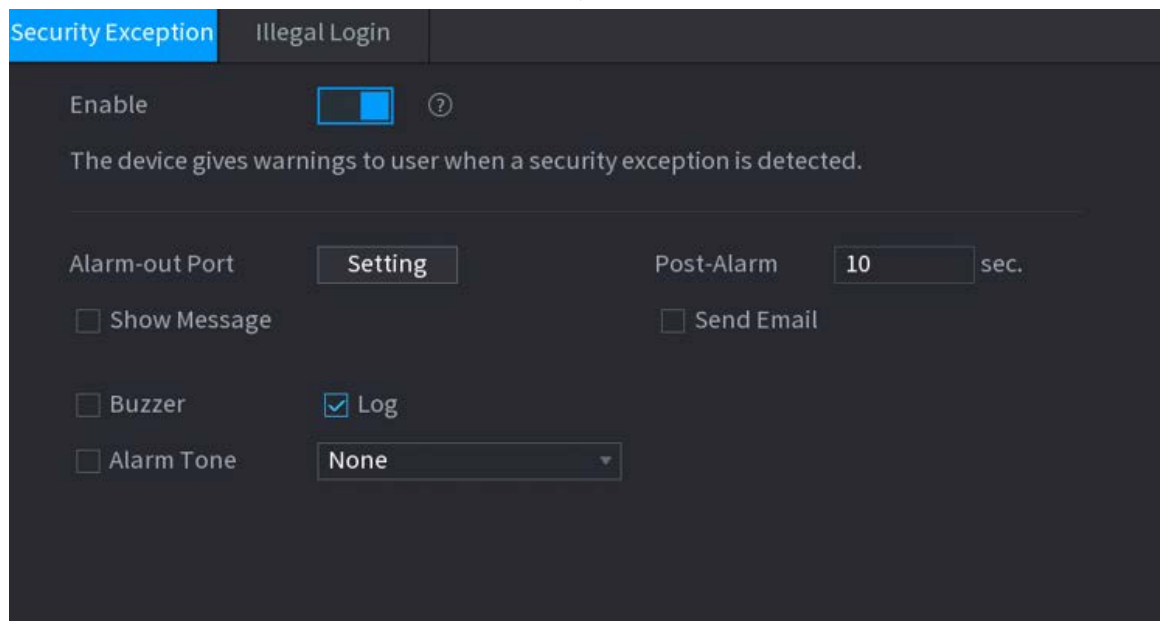 Security Exception Illegal Login
Enable ?
The device gives warnings to user when a security exception is detected.
Alarm-out Port Setting Post-Alarm 10 sec.
Show Message Send Email
Buzzer Log
Alarm Tone None